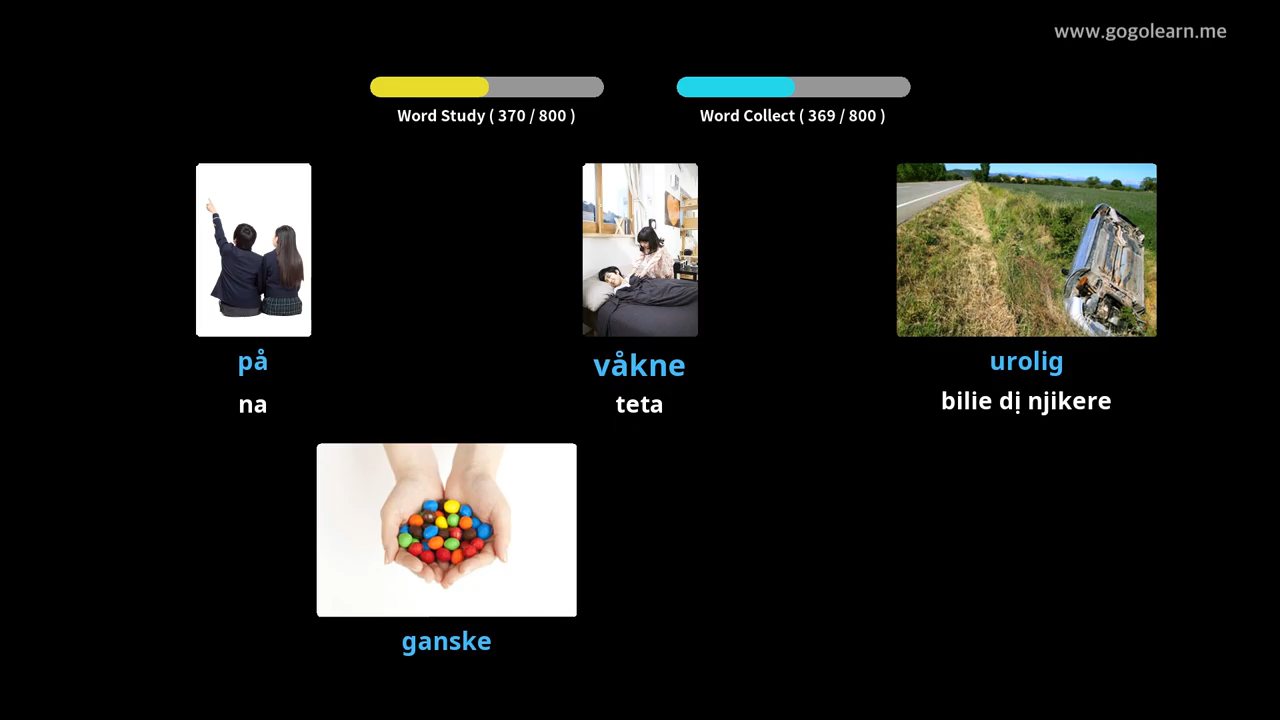 www.gogolearn.me
Word Study ( 370 / 800 )
Word Collect ( 369 / 800 )
på
våkne
urolig
na
teta
bilie dị njikere
ganske